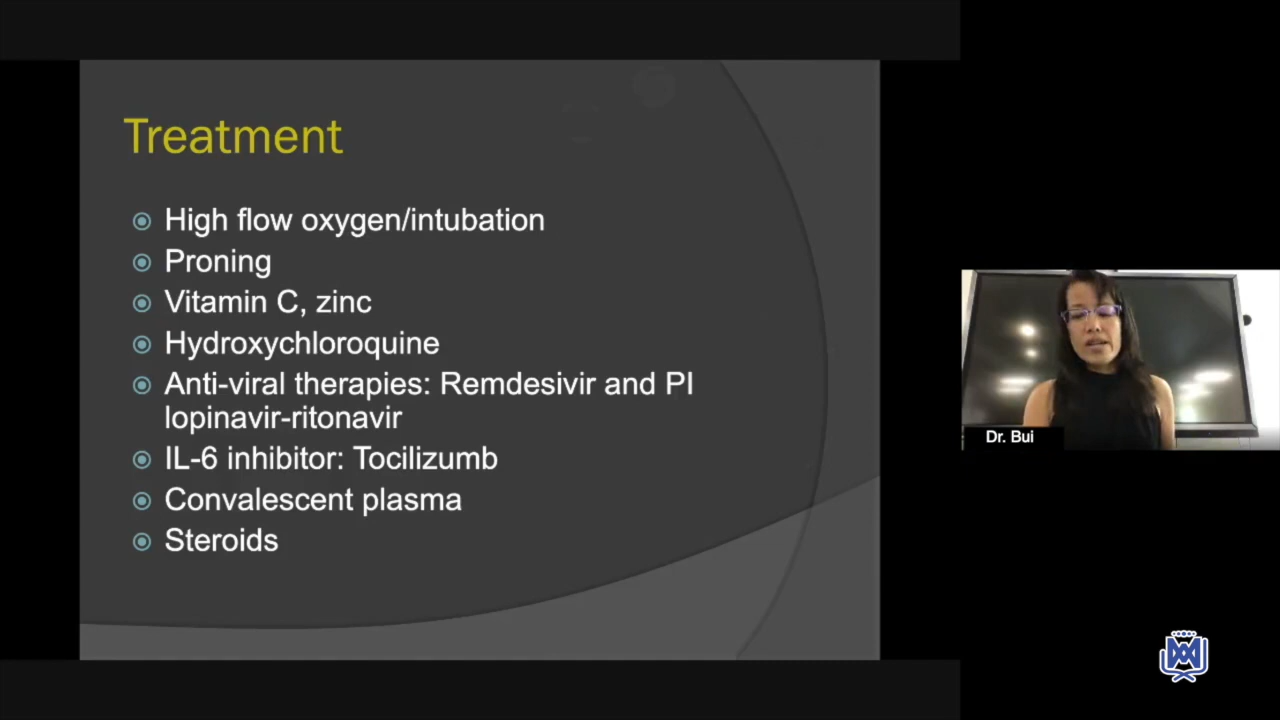 Treatment
High flow oxygen/intubation
Proning
Vitamin C, zinc
Hydroxychloroquine
Anti-viral therapies: Remdesivir and PI
lopinavir-ritonavir
IL-6 inhibitor: Tocilizumb
Convalescent plasma
Steroids
Dr. Bui